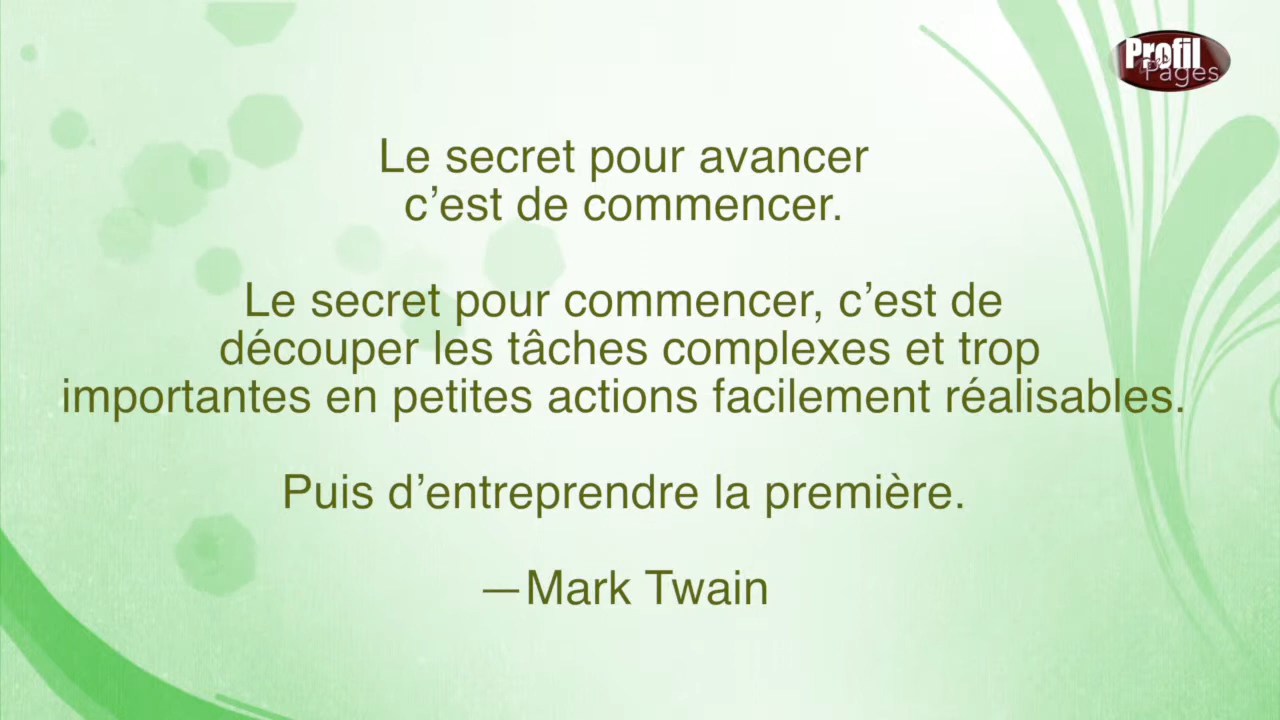 Profil
Pages
Le secret pour avancer
c’est de commencer.
Le secret pour commencer, c’est de
découper les tâches complexes et trop
importantes en petites actions facilement réalisables.
Puis d’entreprendre la première.
—Mark Twain